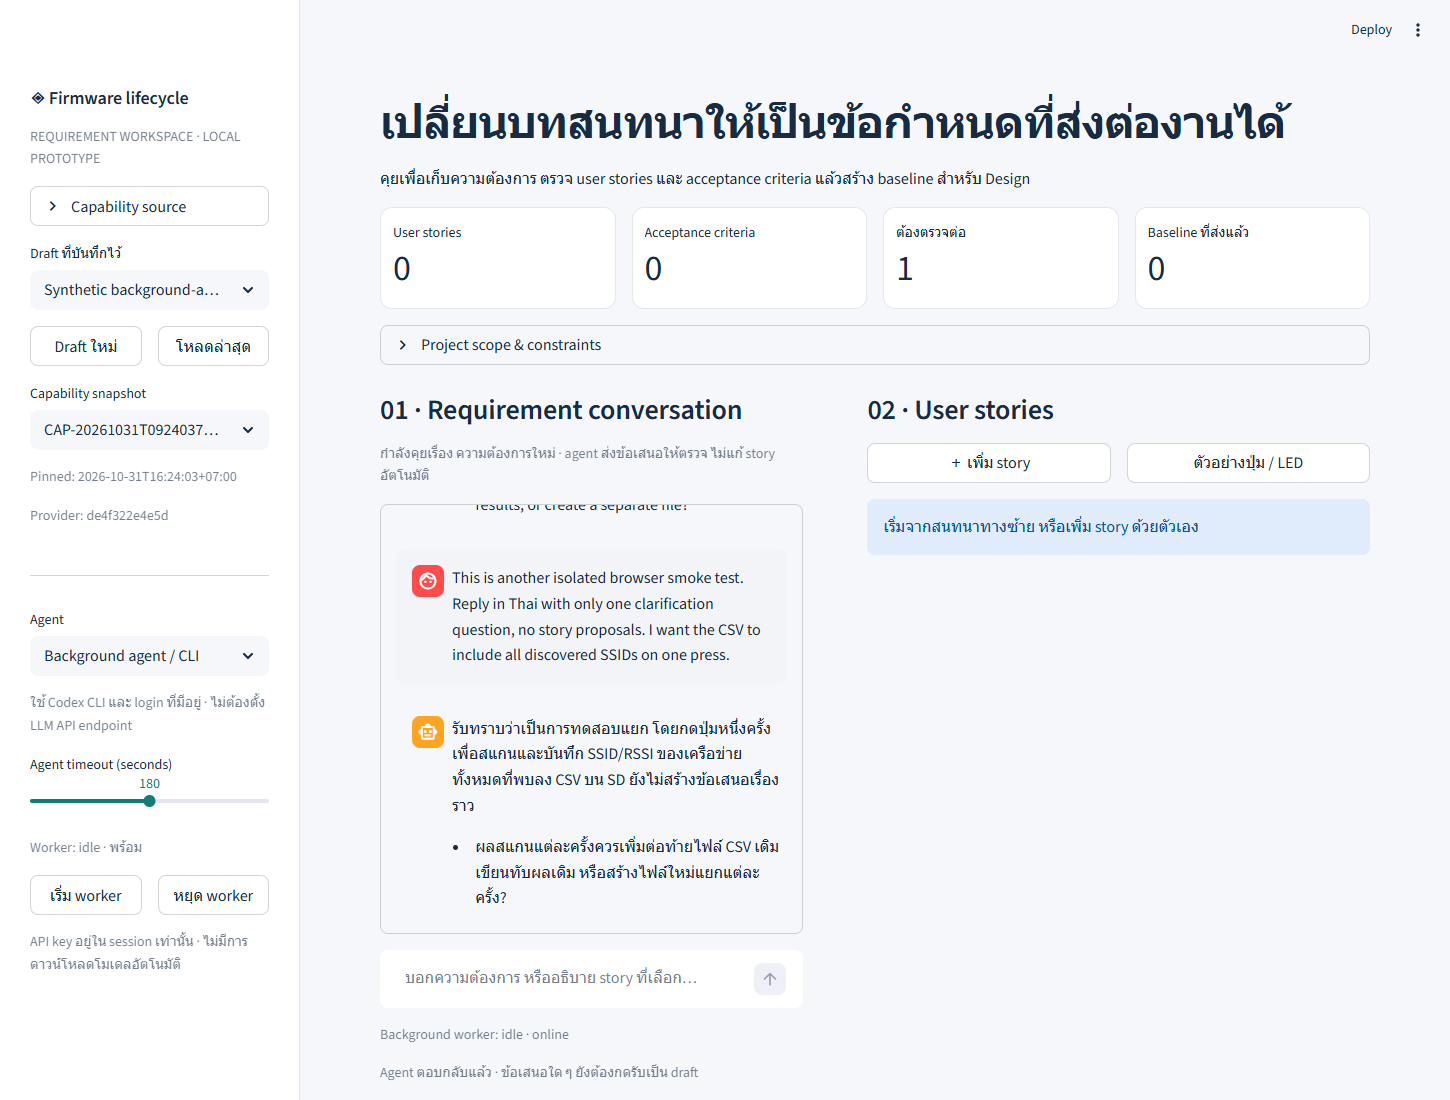 Deploy
Firmware lifecycle
REQUIREMENT WORKSPACE · LOCAL
PROTOTYPE
Capability source
Draft ที่บันทึกไว้
Synthetic background-a…
Draft ใหม่
โหลดล่าสุด
Capability snapshot
CAP-20261031T0924037…
Pinned: 2026-10-31T16:24:03+07:00
Provider: de4f322e4e5d
Agent
Background agent / CLI
ใช้ Codex CLI และ login ที่มีอยู่ · ไม่ต้องตั้ง
LLM API endpoint
Agent timeout (seconds)
180
Worker: idle · พร้อม
เริ่ม worker
หยุด worker
API key อยู่ใน session เท่านั้น · ไม่มีการ
ดาวน์โหลดโมเดลอัตโนมัติ
เปลี่ยนบทสนทนาให้เป็นข้อกำหนดที่ส่งต่องานได้
คุยเพื่อเก็บความต้องการ ตรวจ user stories และ acceptance criteria แล้วสร้าง baseline สำหรับ Design
User stories
0
Acceptance criteria
0
ต้องตรวจต่อ
1
Baseline ที่ส่งแล้ว
0
Project scope & constraints
01 · Requirement conversation
กำลังคุยเรื่อง ความต้องการใหม่ · agent ส่งข้อเสนอให้ตรวจ ไม่แก้ story
อัตโนมัติ
results, or create a separate file?
This is another isolated browser smoke test.
Reply in Thai with only one clarification
question, no story proposals. I want the CSV to
include all discovered SSIDs on one press.
รับทราบว่าเป็นการทดสอบแยก โดยกดปุ่มหนึ่งครั้ง
เพื่อสแกนและบันทึก SSID/RSSI ของเครือข่าย
ทั้งหมดที่พบลง CSV บน SD ยังไม่สร้างข้อเสนอเรื่อง
ราว
• ผลสแกนแต่ละครั้งควรเพิ่มต่อท้ายไฟล์ CSV เดิม
เขียนทับผลเดิม หรือสร้างไฟล์ใหม่แยกแต่ละ
ครั้ง?
บอกความต้องการ หรืออธิบาย story ที่เลือก…
Background worker: idle · online
Agent ตอบกลับแล้ว · ข้อเสนอใด ๆ ยังต้องกดรับเป็น draft
02 · User stories
+ เพิ่ม story
ตัวอย่างปุ่ม / LED
เริ่มจากสนทนาทางซ้าย หรือเพิ่ม story ด้วยตัวเอง